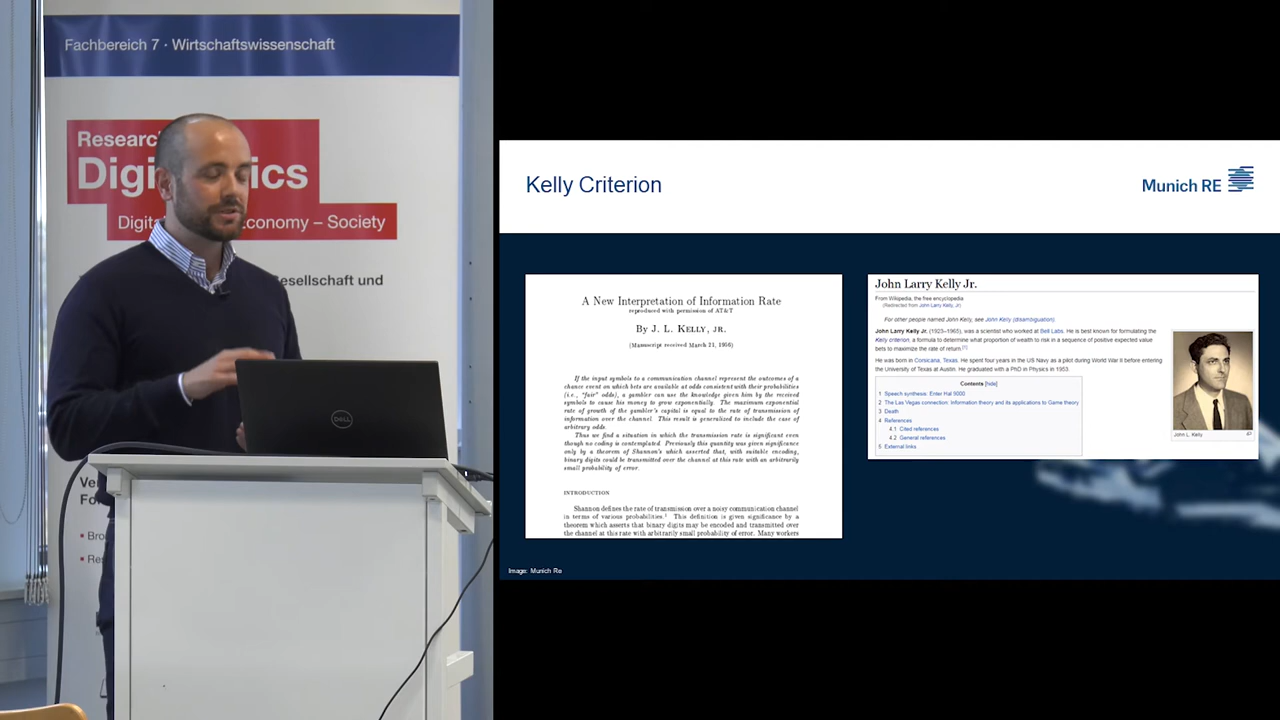 Fachbereich 7 · Wirtschaftswissenschaft
Researc
Digi ics
Digita conomy – Society
esellschaft und
Ve
Fo
Bro
Re
DELL
Kelly Criterion
Munich RE
A New Interpretation of Information Rate
reproduced with permission of AT&T
By J. L. KELLY, JR.
(Manuscript received March 21, 1956)
If the input symbols to a communication channel represent the outcomes of a
chance event on which bets are available at odds consistent with their probabilities
(i.e., "fair" odds), a gambler can use the knowledge given him by the received
symbols to cause his money to grow exponentially. The maximum exponential
rate of growth of the gambler's capital is equal to the rate of transmission of
information over the channel. This result is generalized to include the case of
arbitrary odds.
Thus we find a situation in which the transmission rate is significant even
though no coding is contemplated. Previously this quantity was given significance
only by a theorem of Shannon's which asserted that, with suitable encoding,
binary digits could be transmitted over the channel at this rate with an arbitrarily
small probability of error.
INTRODUCTION
Shannon defines the rate of transmission over a noisy communication channel
in terms of various probabilities.¹ This definition is given significance by a
theorem which asserts that binary digits may be encoded and transmitted over
the channel at this rate with arbitrarily small probability of error. Many workers
John Larry Kelly Jr.
From Wikipedia, the free encyclopedia
(Redirected from John Larry Kelly, Jr)
For other people named John Kelly, see John Kelly (disambiguation).
John Larry Kelly Jr. (1923–1965), was a scientist who worked at Bell Labs. He is best known for formulating the
Kelly criterion, a formula to determine what proportion of wealth to risk in a sequence of positive expected value
bets to maximize the rate of return.[1]
He was born in Corsicana, Texas. He spent four years in the US Navy as a pilot during World War II before entering
the University of Texas at Austin. He graduated with a PhD in Physics in 1953.
Contents [hide]
1 Speech synthesis: Enter Hal 9000
2 The Las Vegas connection: Information theory and its applications to Game theory
3 Death
4 References
4.1 Cited references
4.2 General references
5 External links
John L. Kelly
Image: Munich Re